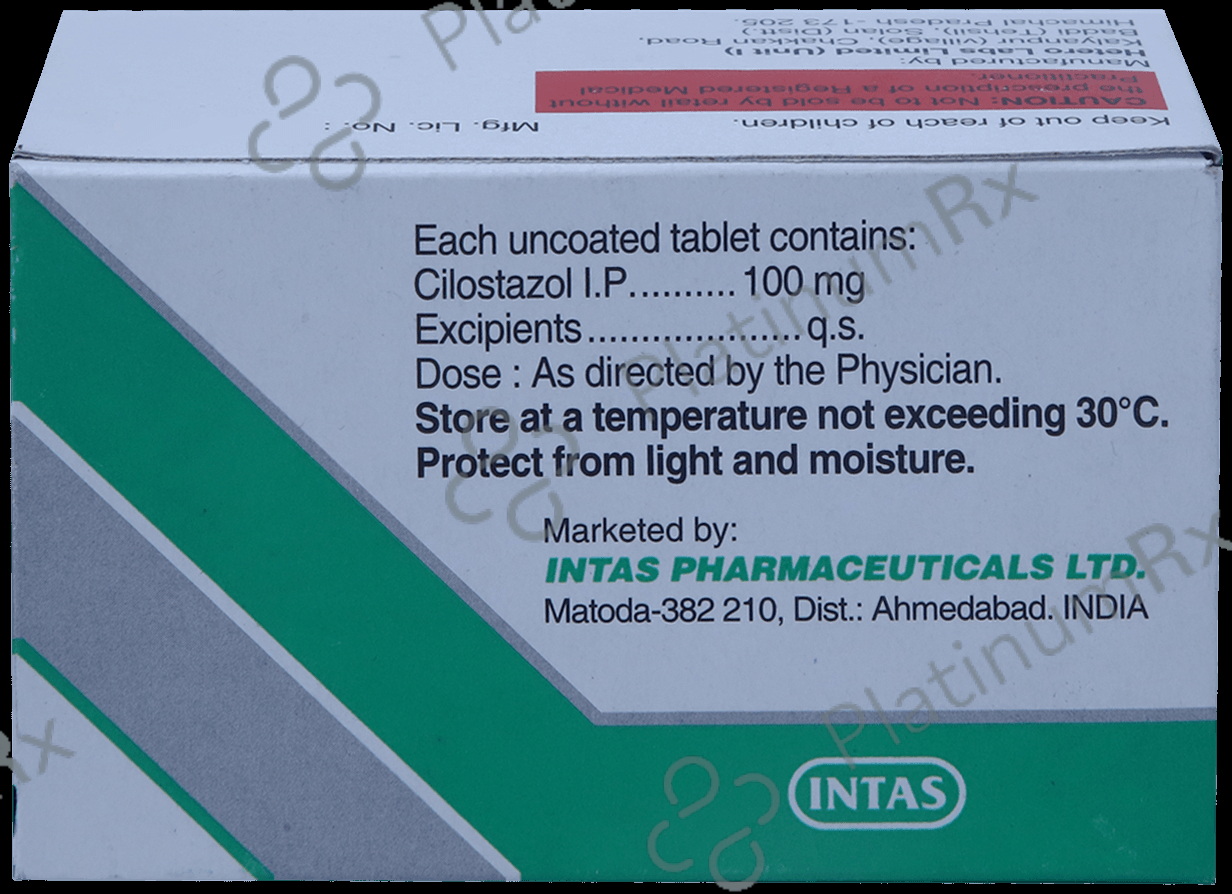 Keep out of reach of children.
Mfg. Lic. No. :
CAUTION: Not to be sold by retail without
the prescription of a Registered Medical
Practitioner.
Manufactured by:
Hetero Labs Limited (Unit I)
Kalyanpur (Village), Chakkan Road,
Baddi (Tehsil), Solan (Distt.)
Himachal Pradesh -173 205.
Each uncoated tablet contains:
Cilostazol I.P.......... 100 mg
Excipients.....................q.s.
Dose : As directed by the Physician.
Store at a temperature not exceeding 30°C.
Protect from light and moisture.
Marketed by:
INTAS PHARMACEUTICALS LTD.
Matoda-382 210, Dist.: Ahmedabad. INDIA
INTAS
Platinum
PlatinumRx
PlatinumRx
Rx